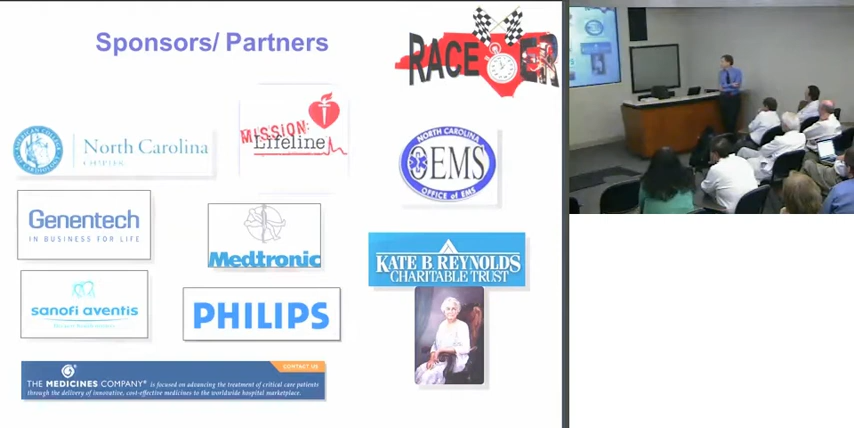 Sponsors/ Partners
RACE ER
AMERICAN COLLEGE
North Carolina
CHAPTER
MISSION:
Lifeline
NORTH CAROLINA
OEMS
OFFICE of EMS
Genentech
IN BUSINESS FOR LIFE
Medtronic
KATE B REYNOLDS
CHARITABLE TRUST
sanofi aventis
PHILIPS
CONTACT US
THE MEDICINES COMPANY® is focused on advancing the treatment of critical care patients
through the delivery of innovative, cost-effective medicines to the worldwide hospital marketplace.